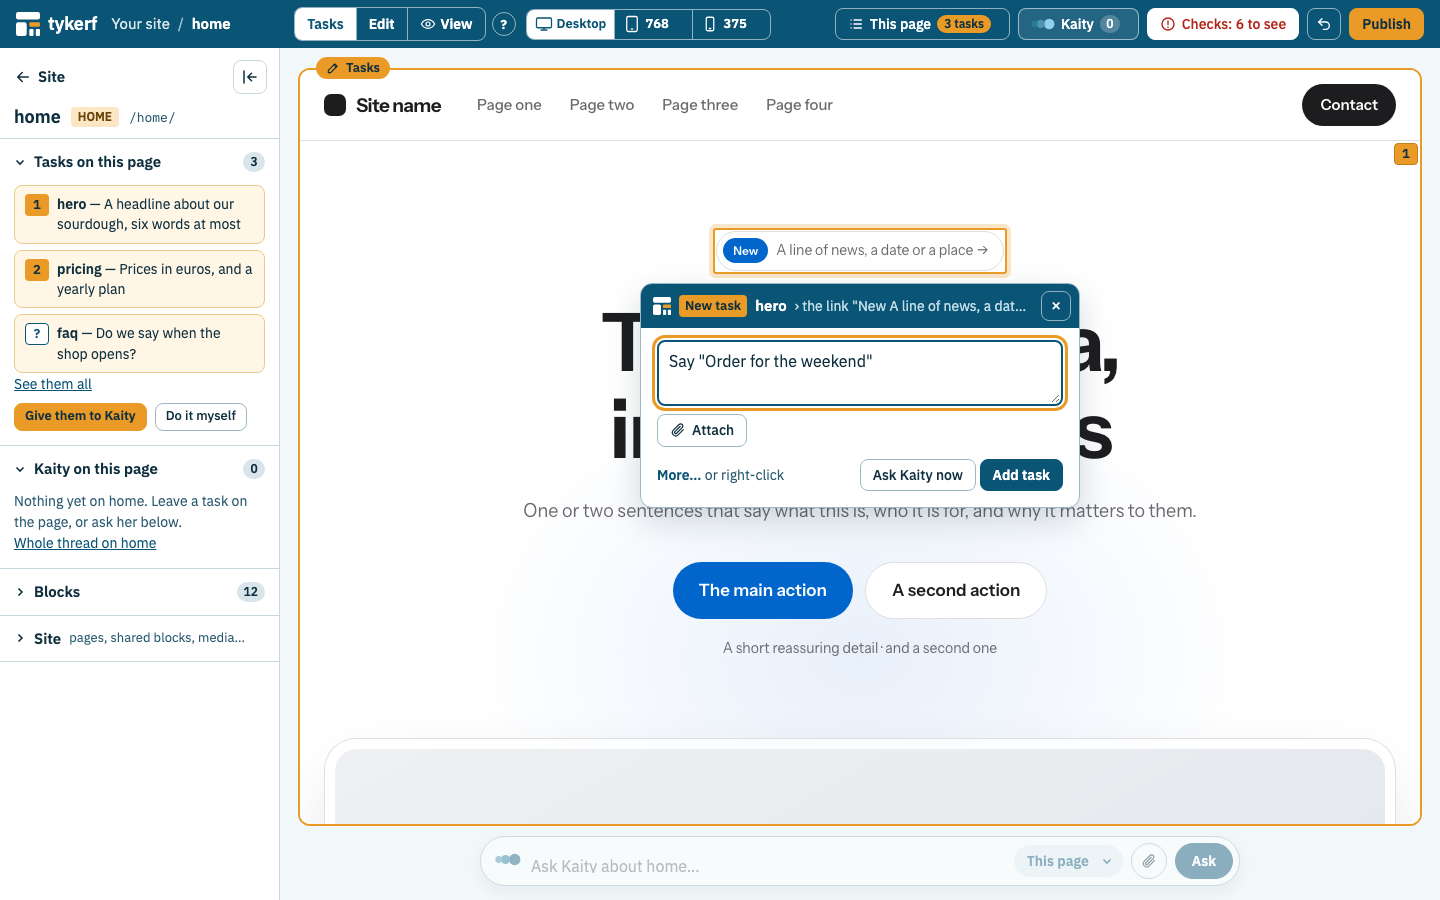 tykerf Your site / home Tasks Edit View ? Desktop 768 375 This page 3 tasks Kaity 0 Checks: 6 to see Publish
Site
home HOME /home/
Tasks on this page 3
1 hero — A headline about our
sourdough, six words at most
2 pricing — Prices in euros, and a
yearly plan
? faq — Do we say when the
shop opens?
See them all
Give them to Kaity Do it myself
Kaity on this page 0
Nothing yet on home. Leave a task on
the page, or ask her below.
Whole thread on home
Blocks 12
Site pages, shared blocks, media...
Tasks
Site name Page one Page two Page three Page four Contact
1
New A line of news, a date or a place →
New task hero › the link "New A line of news, a dat... ×
Say "Order for the weekend"
Attach
More... or right-click Ask Kaity now Add task
One or two sentences that say what this is, who it is for, and why it matters to them.
The main action A second action
A short reassuring detail · and a second one
Ask Kaity about home... This page Ask